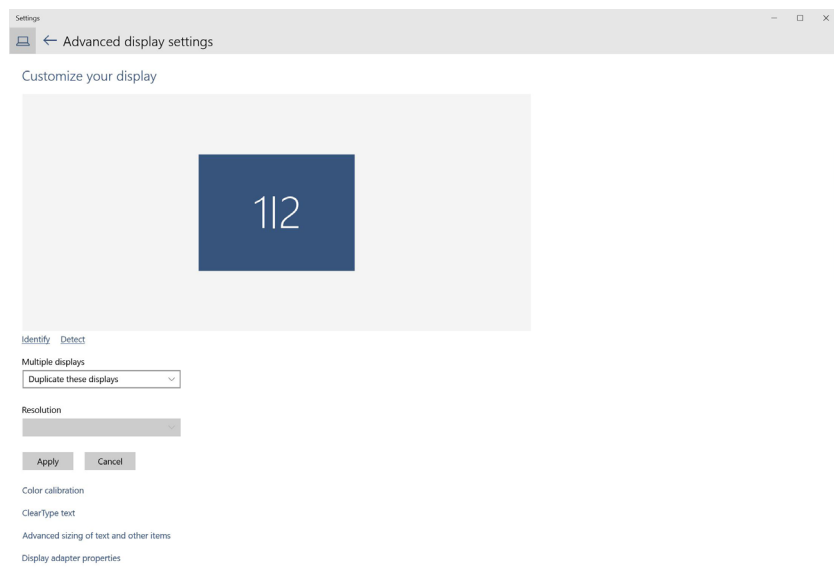 Settings
Advanced display settings
Customize your display
1|2
Identify Detect
Multiple displays
Duplicate these displays
Resolution
Apply Cancel
Color calibration
ClearType text
Advanced sizing of text and other items
Display adapter properties